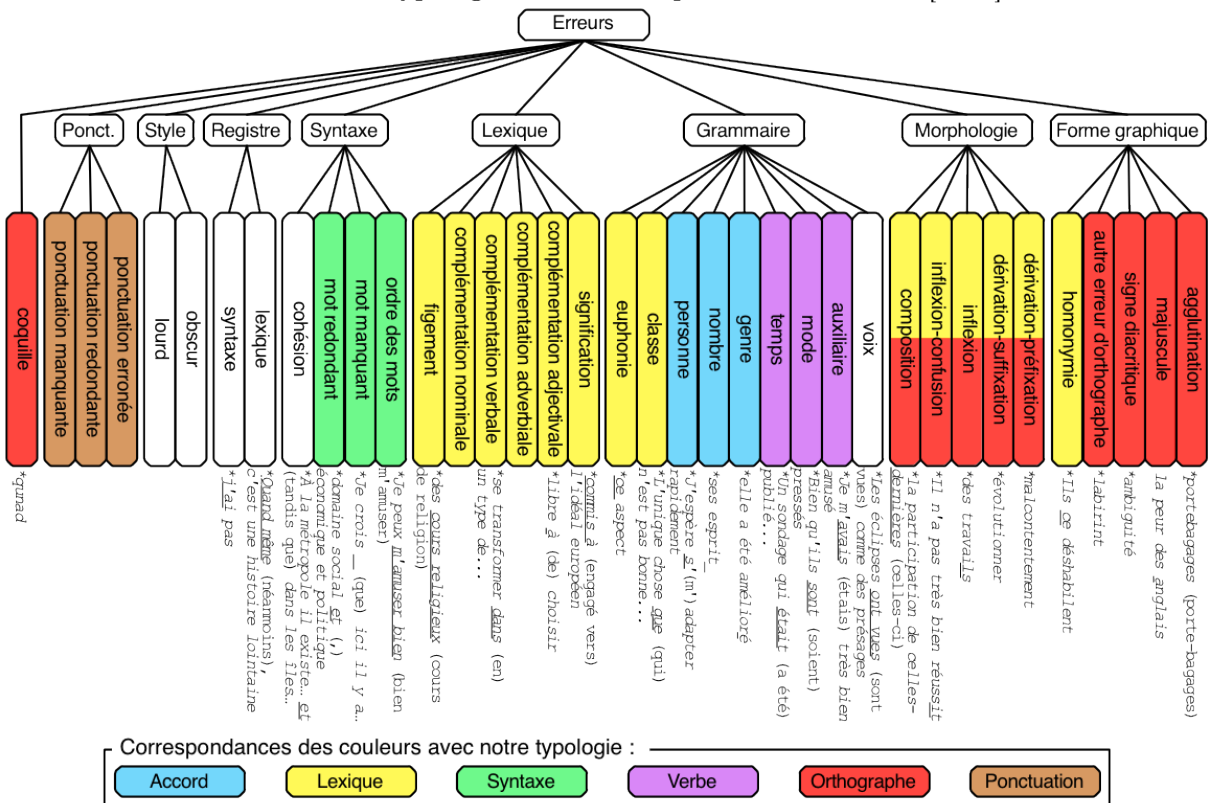 Erreurs
Ponct.
Style
Registre
Syntaxe
Lexique
Grammaire
Morphologie
Forme graphique
coquille
ponctuation manquante
ponctuation redondante
ponctuation erronée
lourd
obscur
syntaxe
lexique
cohésion
mot redondant
mot manquant
ordre des mots
figement
complémentation nominale
complémentation verbale
complémentation adverbiale
complémentation adjectivale
signification
euphonie
classe
personne
nombre
genre
temps
mode
auxiliaire
voix
composition
inflexion-confusion
inflexion
dérivation-suffixation
dérivation-préfixation
homonymie
autre erreur d'orthographe
signe diacritique
majuscule
agglutination
*quad
*j'ai pas
*Quand même (néanmoins),
c'est une histoire lointaine
*À la métropole il existe… et
(tandis que) dans les îles…
*domaine social et (,)
économique et politique
*Je crois __ (que) ici il y a…
*Je peux m'amuser bien (bien
m'amuser)
*des cours religieux (cours
de religion)
*se transformer dans (en)
un type de...
*libre à (de) choisir
*commis à (engagé vers)
l'idéal européen
*ce aspect
*L'unique chose que (qui)
n'est pas bonne...
*J'espère s'(m')adapter
rapidement
*ses esprit_
*elle a été amélioré
*Un sondage qui était (a été)
publié...
*Bien qu'ils sont (soient)
pressés
*Je m'avais (étais) très bien
amusé
*Les éclipses ont vues (sont
vues) comme des présages
*la participation de celles-
dernières (celles-ci)
*Il n'a pas très bien réussit
*des travails
*évolutionner
*malcontentement
*Ils ce déshabilent
*labirint
*ambiguité
la peur des anglais
*portebagages (porte-bagages)
Correspondances des couleurs avec notre typologie :
Accord
Lexique
Syntaxe
Verbe
Orthographe
Ponctuation